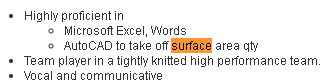 • Highly proficient in
○ Microsoft Excel, Words
○ AutoCAD to take off surface area qty
• Team player in a tightly knitted high performance team.
• Vocal and communicative